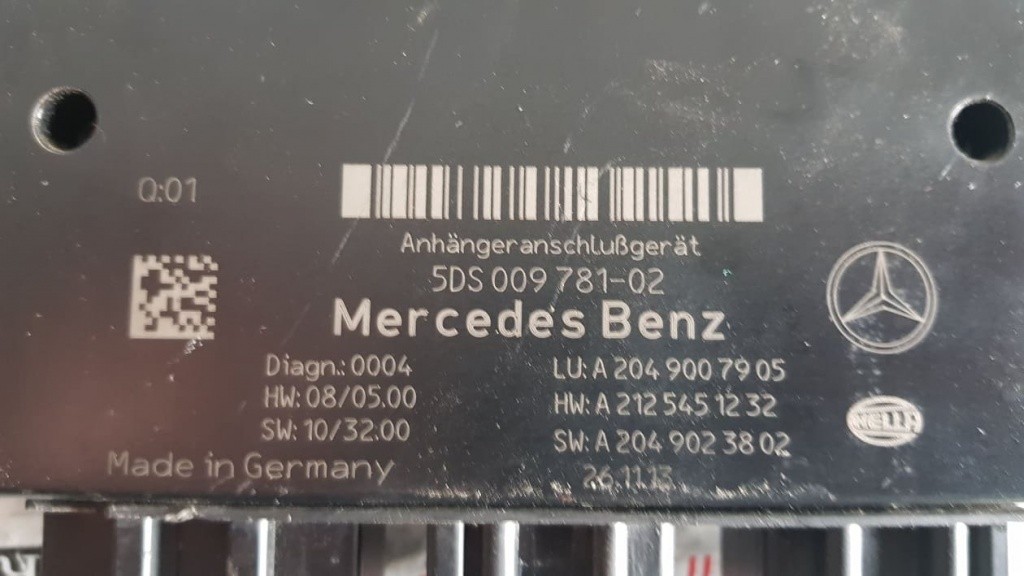 Q:01
Anhängeranschlußgerät
5DS 009 781-02
Mercedes Benz
Diagn.: 0004
LU: A 204 900 79 05
HW: 08/05.00
HW: A 212 545 12 32
SW: 10/32.00
SW: A 204 902 38 02
HELLA
Made in Germany
26.11.13